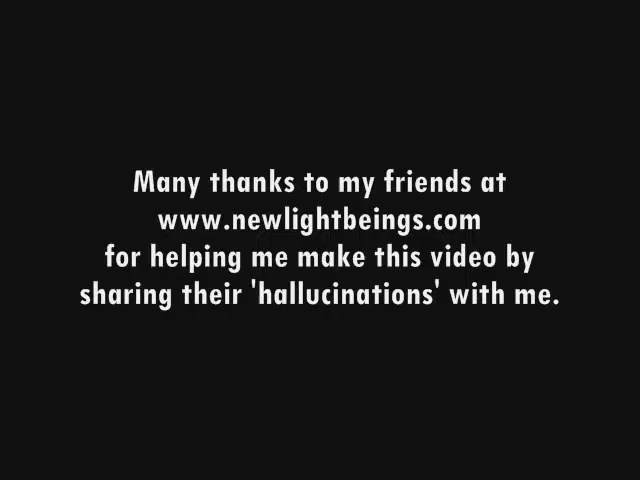 Many thanks to my friends at
www.newlightbeings.com
for helping me make this video by
sharing their 'hallucinations' with me.